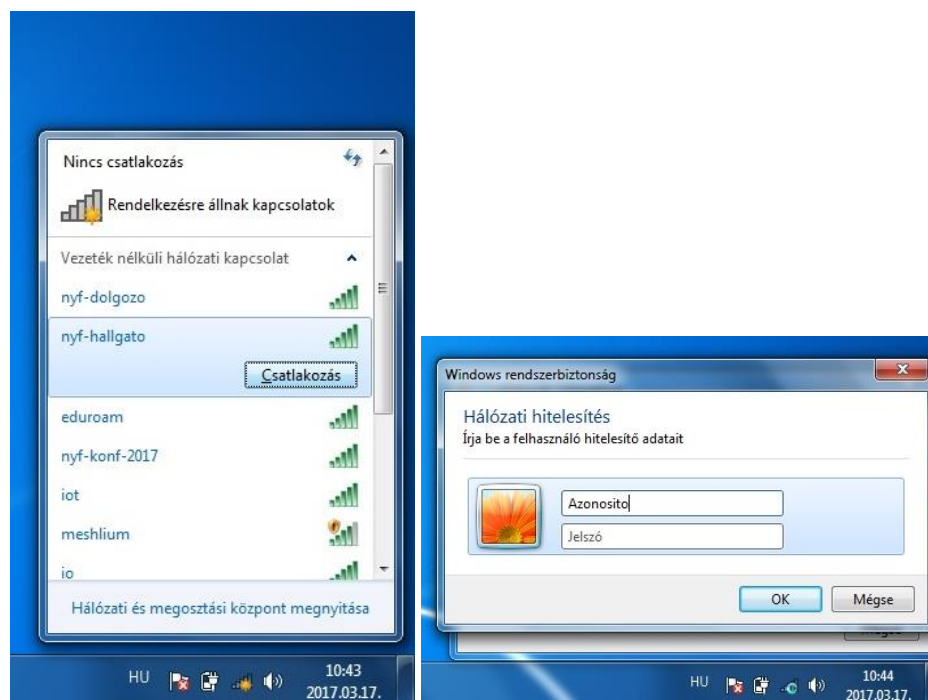 Nincs csatlakozás
Rendelkezésre állnak kapcsolatok
Vezeték nélküli hálózati kapcsolat
nyf-dolgozo
nyf-hallgato
Csatlakozás
eduroam
nyf-konf-2017
iot
meshlium
io
Hálózati és megosztási központ megnyitása
HU
10:43
2017.03.17.
Windows rendszerbiztonság
Hálózati hitelesítés
Írja be a felhasználó hitelesítő adatait
Azonosito
Jelszó
OK
Mégse
HU
10:44
2017.03.17.